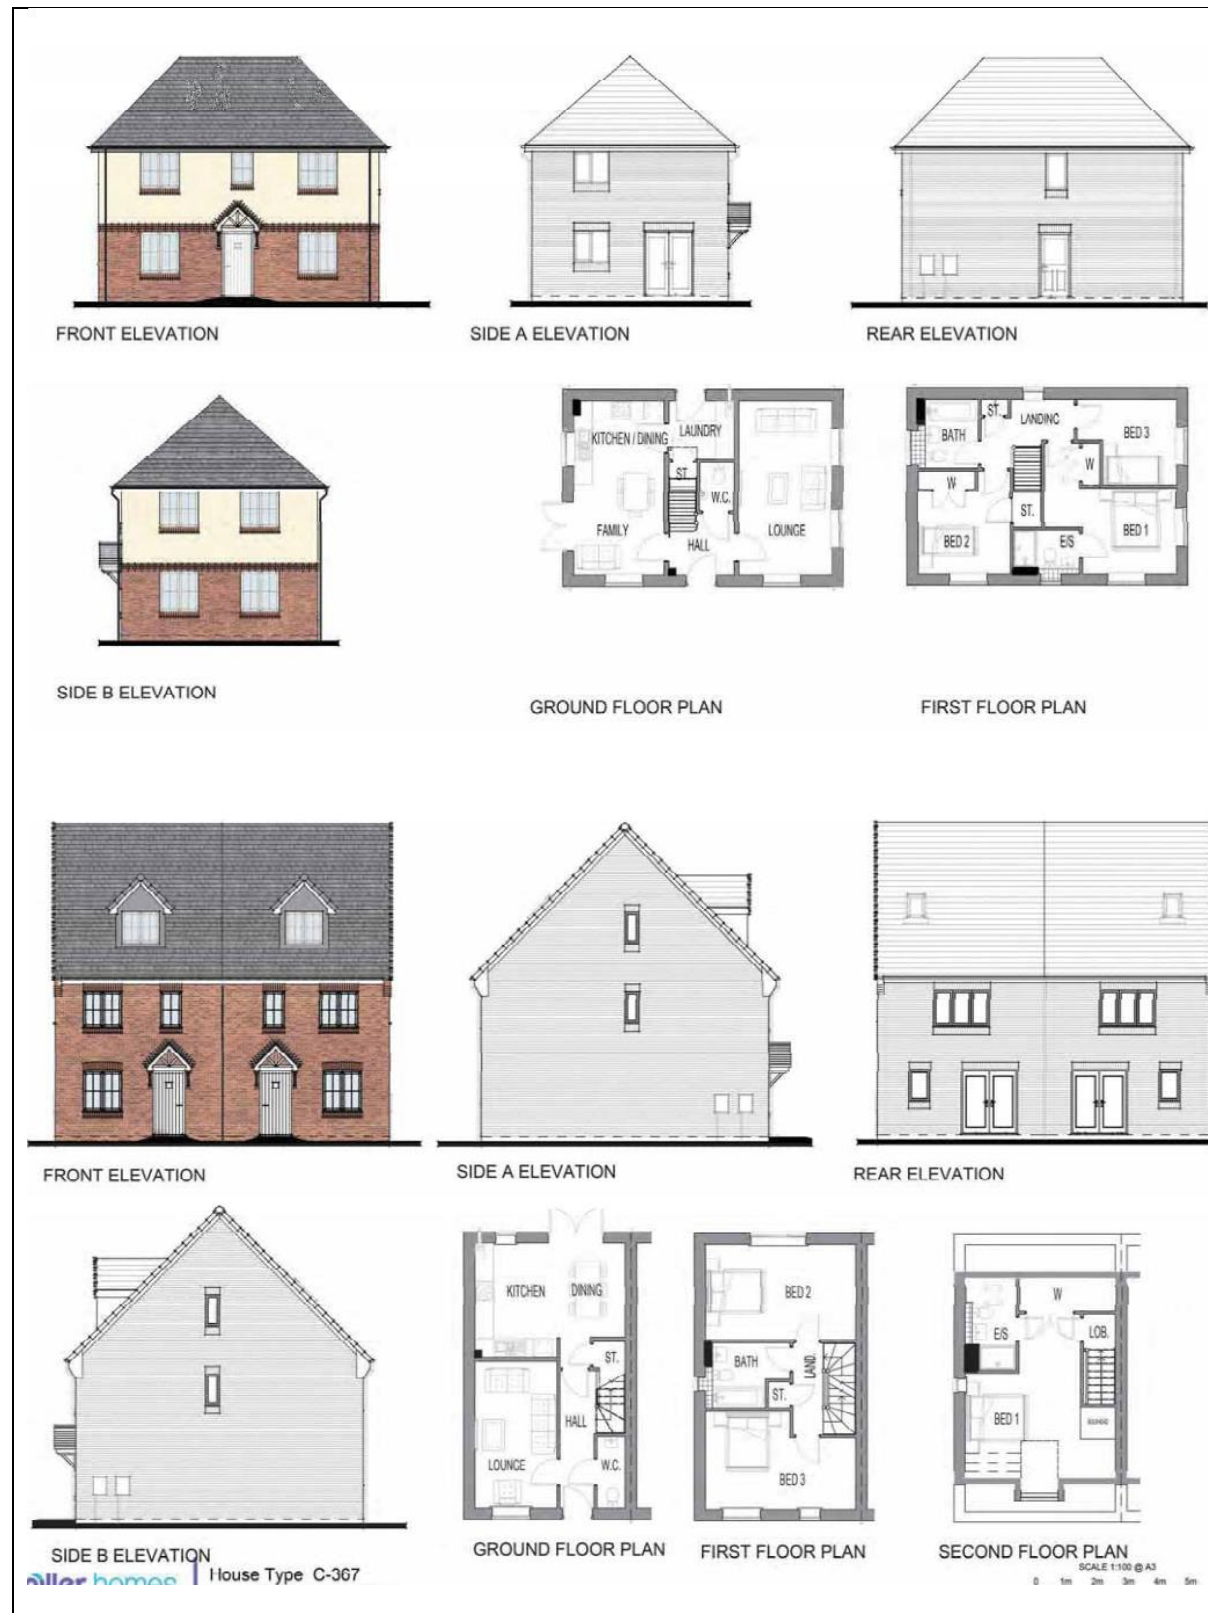 FRONT ELEVATION
SIDE A ELEVATION
REAR ELEVATION
KITCHEN / DINING
LAUNDRY
ST.
W.C.
FAMILY
HALL
LOUNGE
BATH
ST.
LANDING
BED 3
W
W
ST.
BED 2
E/S
BED 1
SIDE B ELEVATION
GROUND FLOOR PLAN
FIRST FLOOR PLAN
FRONT ELEVATION
SIDE A ELEVATION
REAR ELEVATION
KITCHEN
DINING
ST.
HALL
LOUNGE
W.C.
BED 2
BATH
LAND.
ST.
BED 3
W
E/S
LOB.
BED 1
SIDE B ELEVATION
GROUND FLOOR PLAN
FIRST FLOOR PLAN
SECOND FLOOR PLAN
SCALE 1:100 @ A3
0 1m 2m 3m 4m 5m
homes
House Type C-367